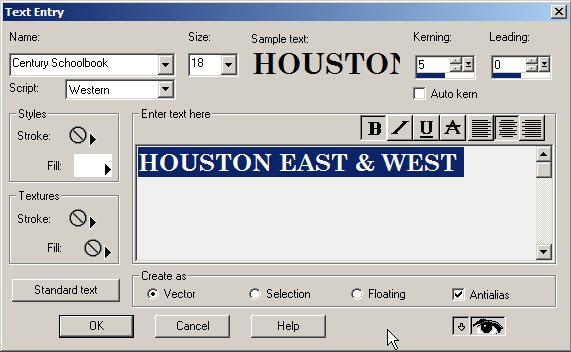 Text Entry
Name: Size: Sample text: Kerning: Leading:
Century Schoolbook 18 HOUSTON 5 0
Script: Western Auto kern
Styles Enter text here
Stroke: B I U A
Fill:
HOUSTON EAST & WEST
Textures
Stroke:
Fill:
Create as
Standard text Vector Selection Floating Antialias
OK Cancel Help